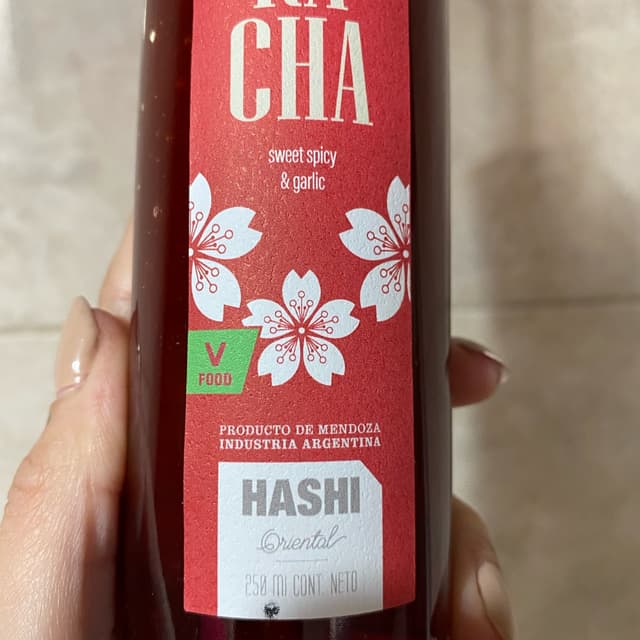 CHA
sweet spicy
& garlic
V
FOOD
PRODUCTO DE MENDOZA
INDUSTRIA ARGENTINA
HASHI
Oriental
250 ml CONT. NETO